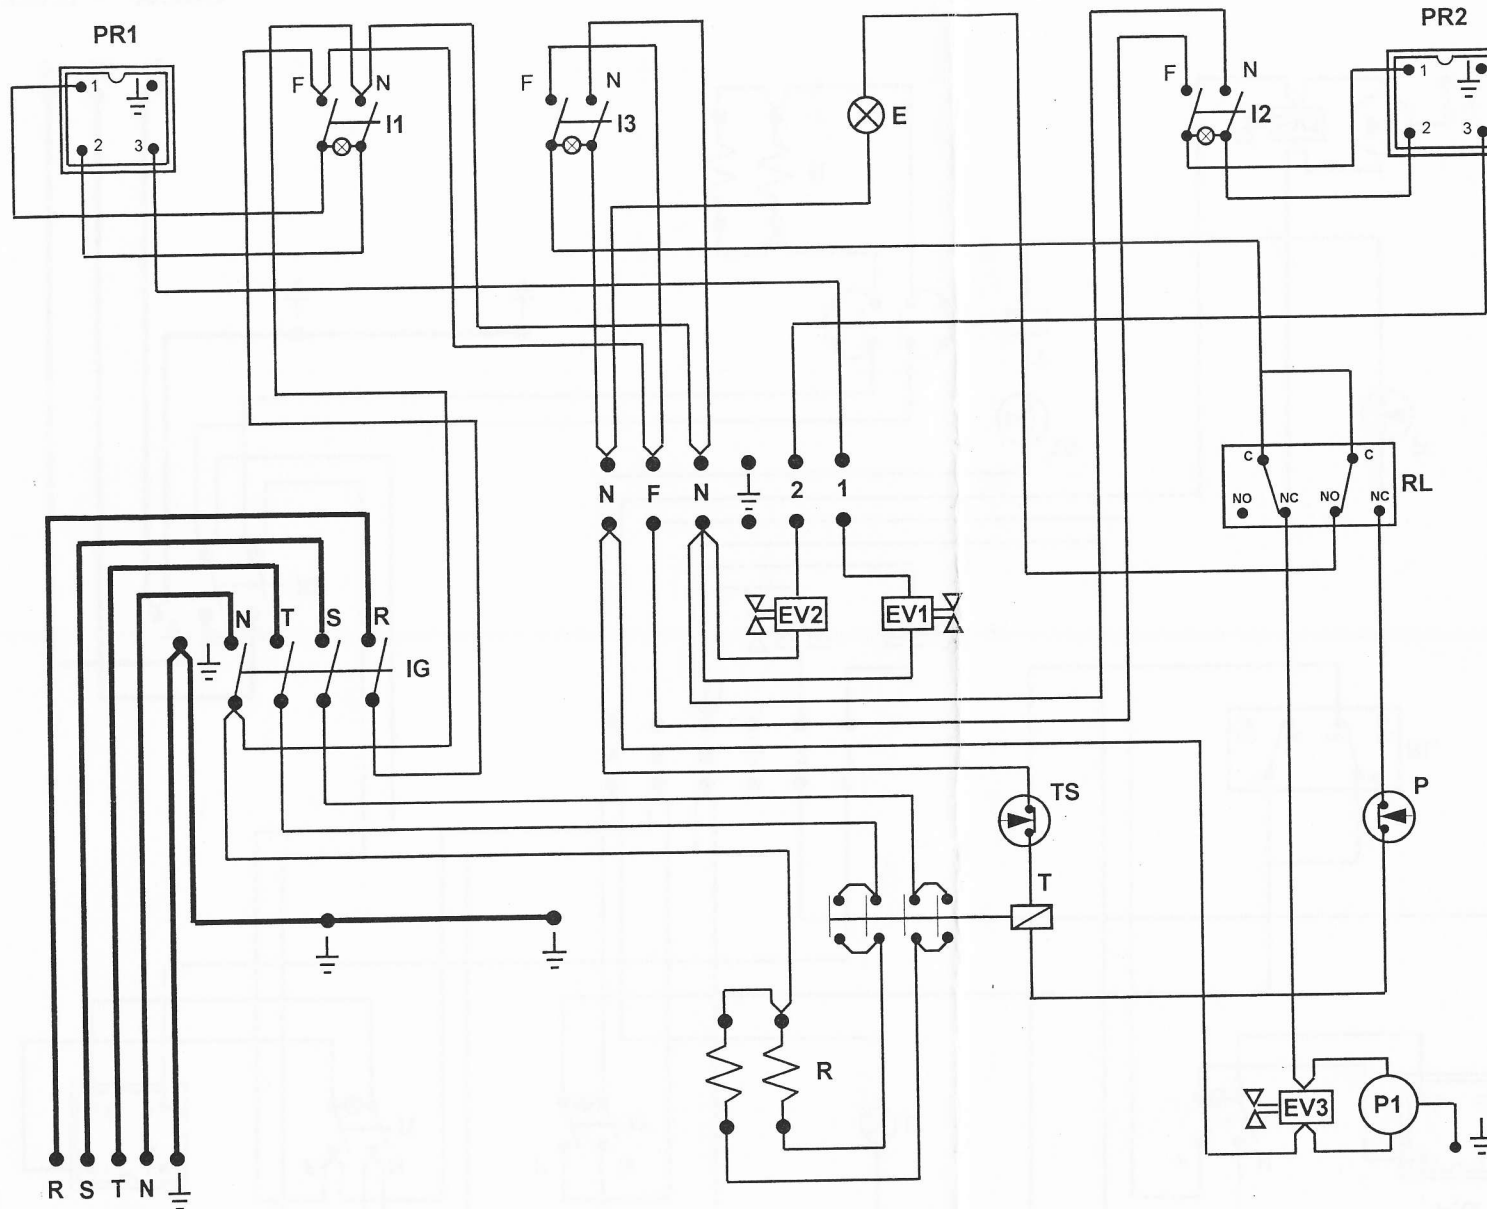 PR1
PR2
F N
F N
F N
1
1
I1
I3
E
I2
2 3
2 3
C
C
RL
NO NC NO NC
N F N 2 1
N T S R
EV2
EV1
IG
TS
P
T
R
EV3
P1
R S T N